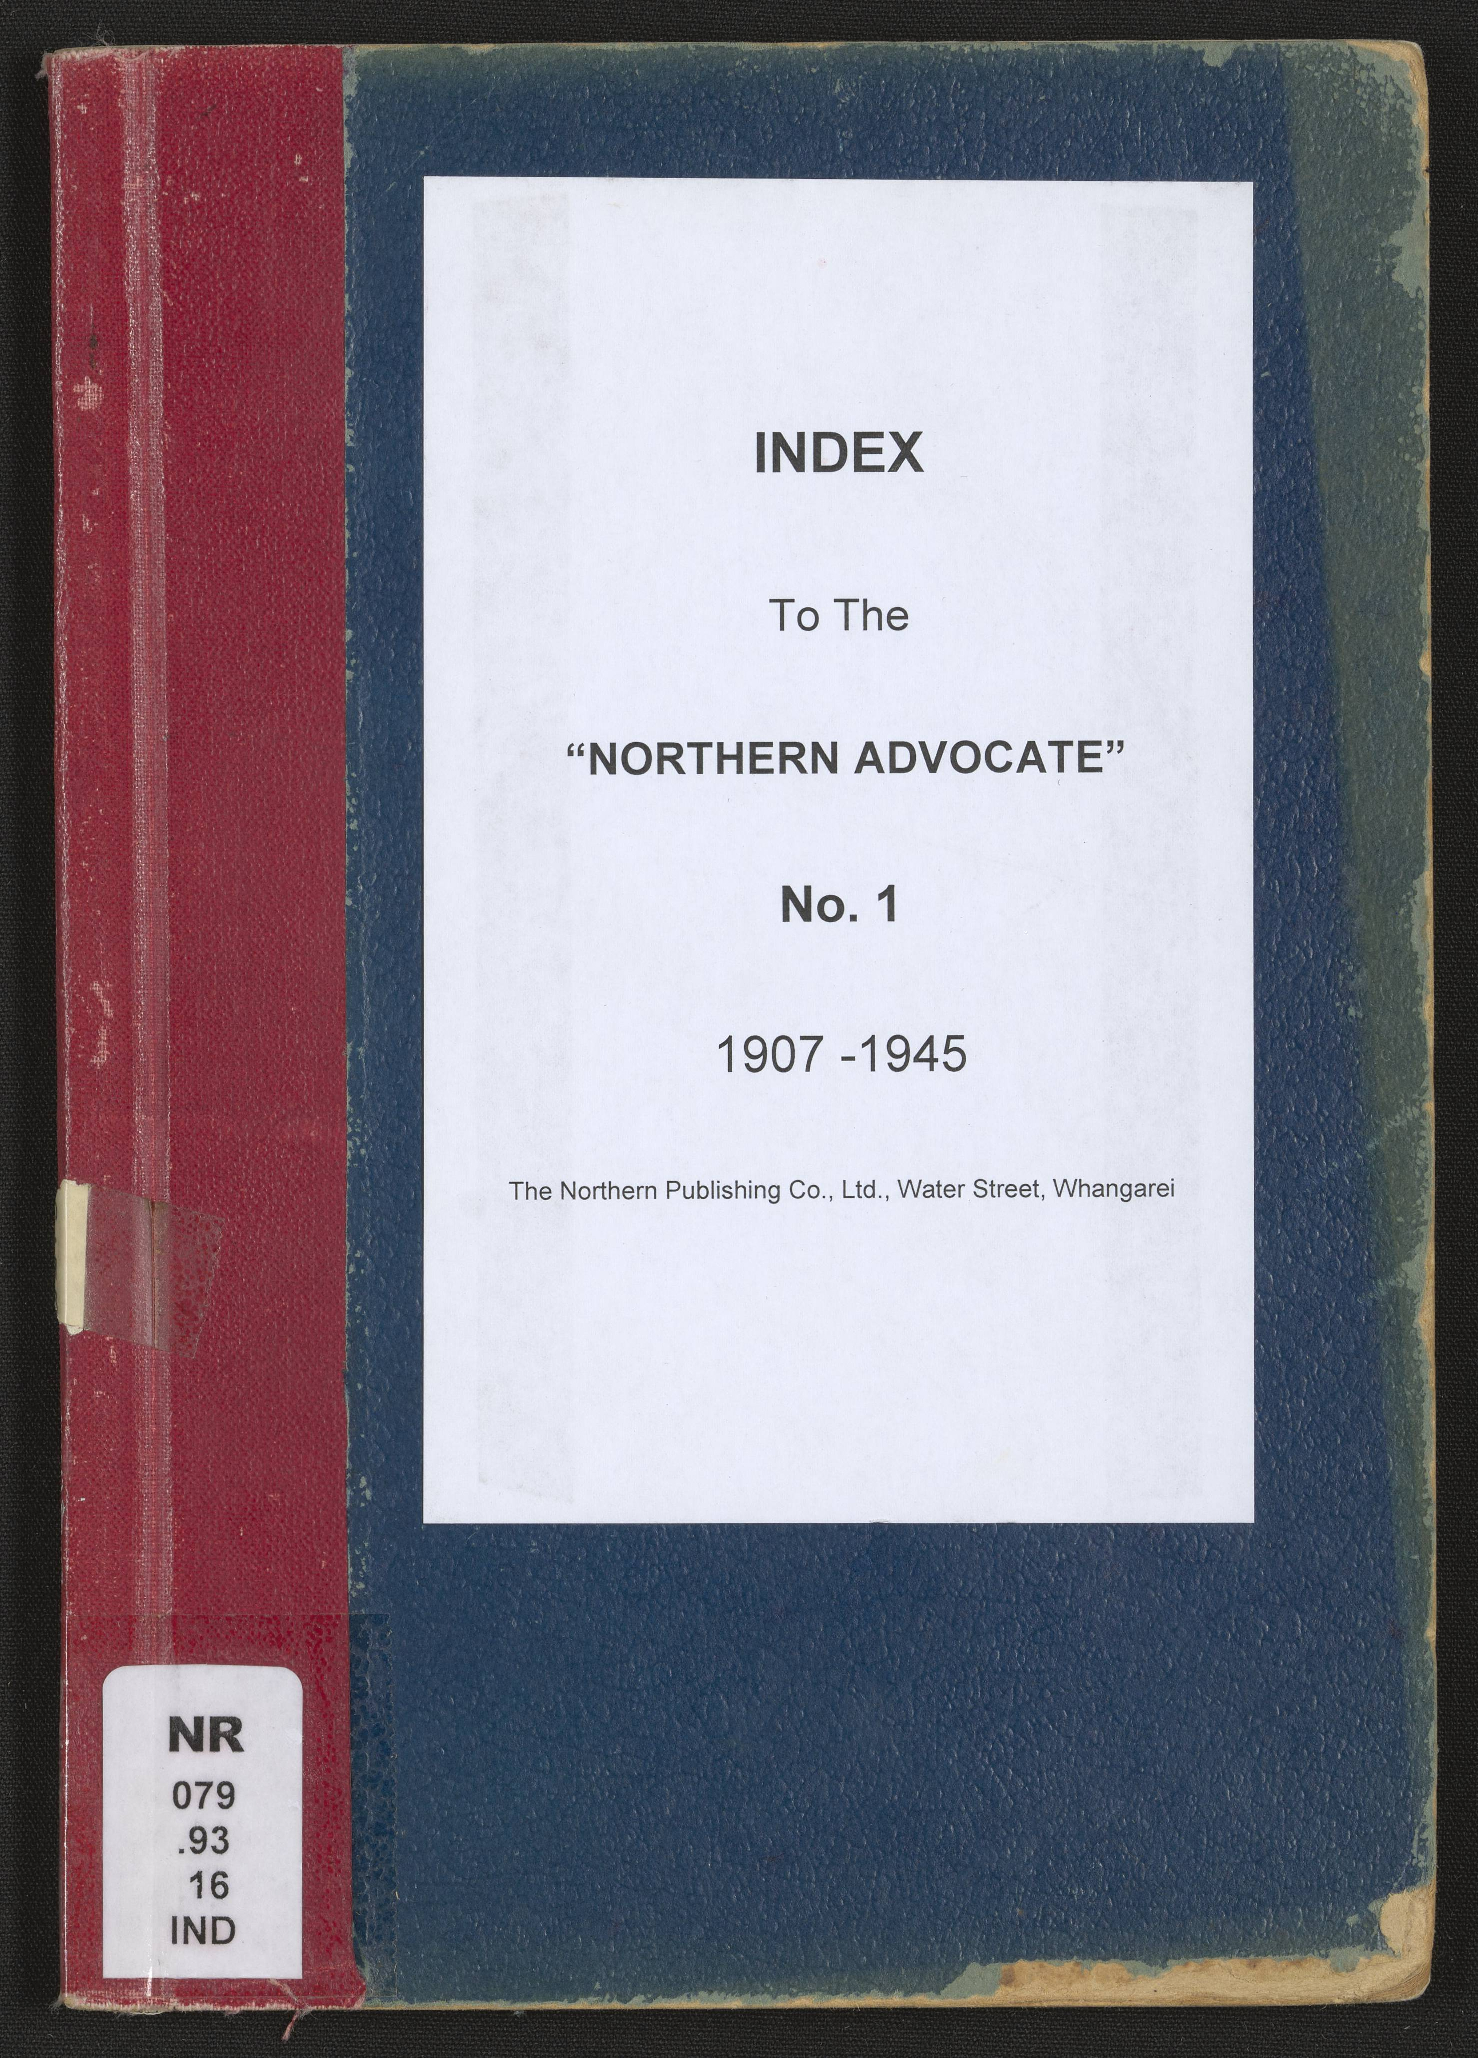 INDEX
To The
“NORTHERN ADVOCATE”
No. 1
1907 -1945
The Northern Publishing Co., Ltd., Water Street, Whangarei
NR
079
.93
16
IND